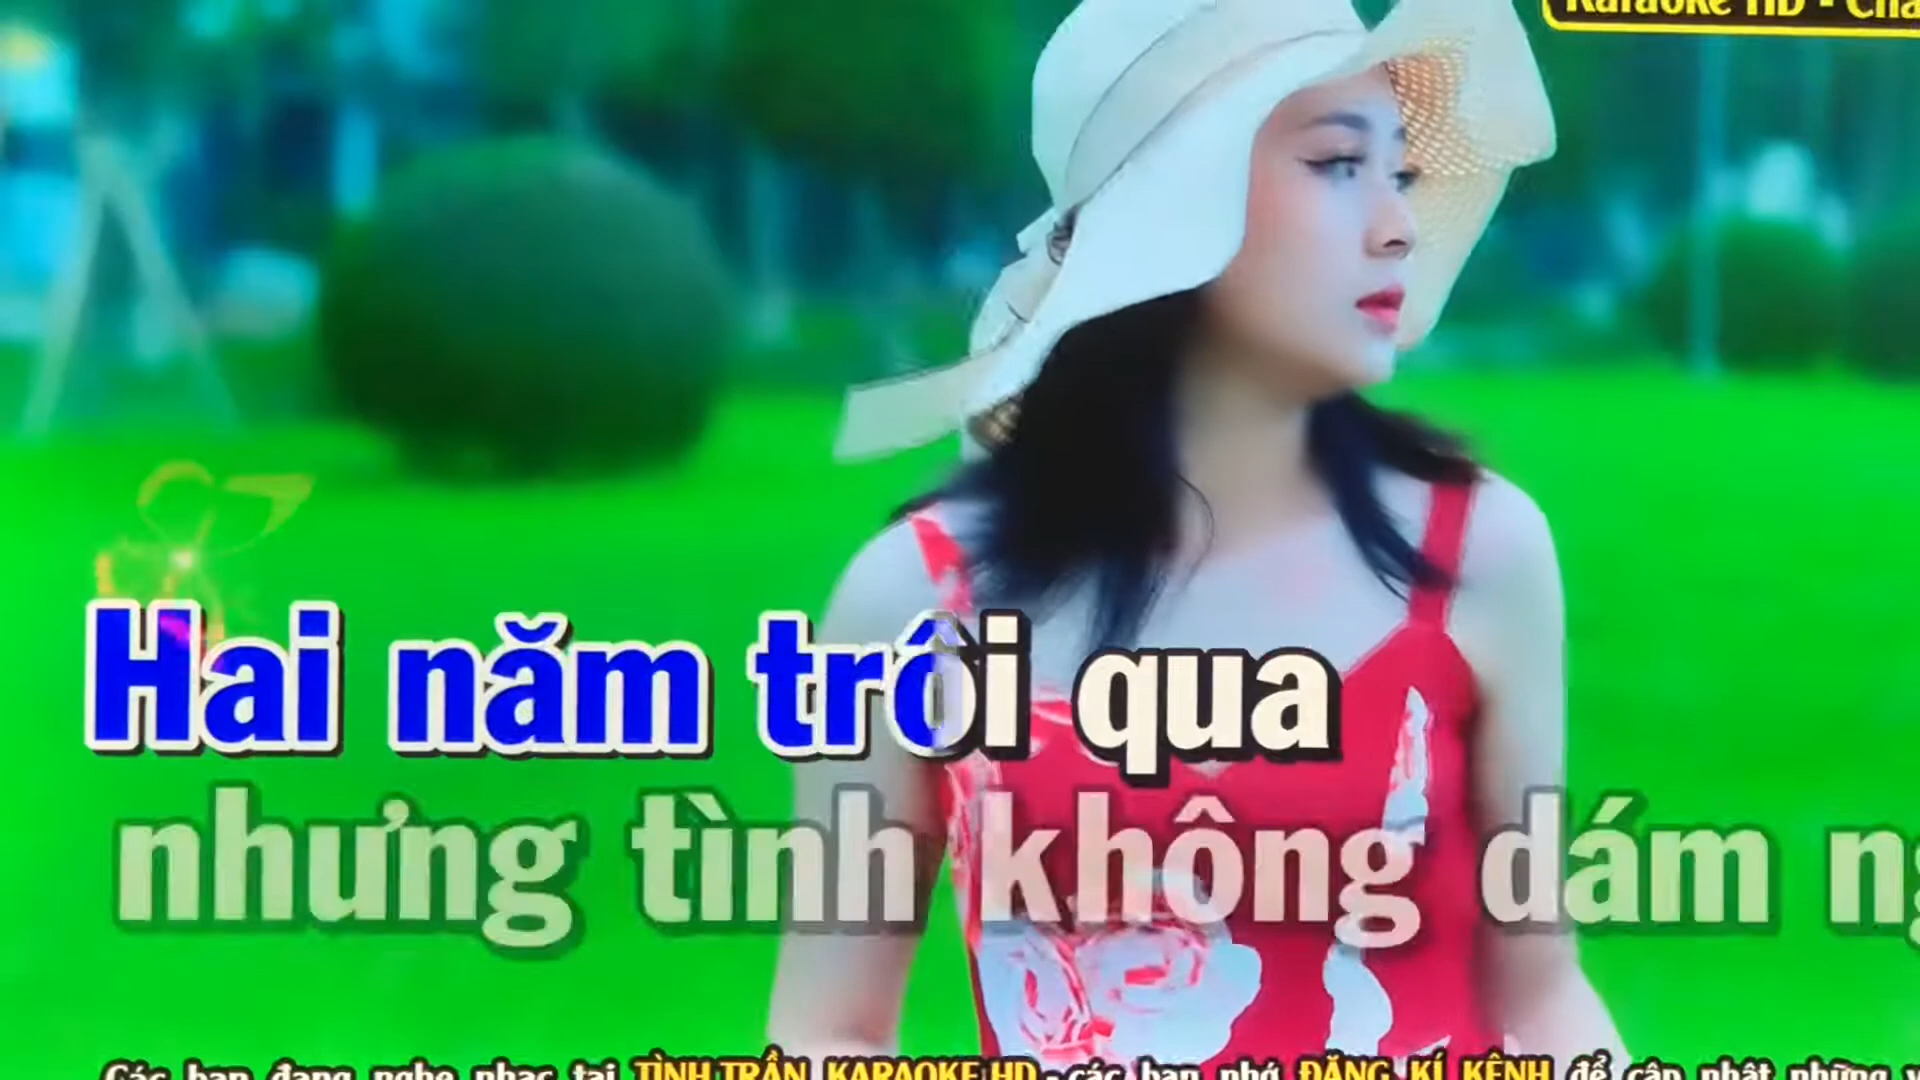 Karaoke HD - Cha
Hai năm trôi qua
nhưng tình không dám ng
Các bạn đang nghe nhạc tại TÌNH TRẦN KARAOKE HD - các bạn nhớ ĐĂNG KÍ KÊNH để cập nhật những v